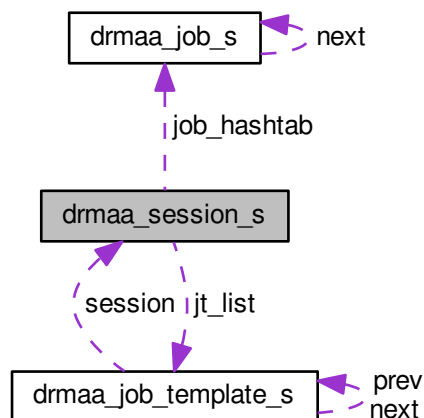 drmaa_job_s
next
job_hashtab
drmaa_session_s
session
jt_list
drmaa_job_template_s
prev
next